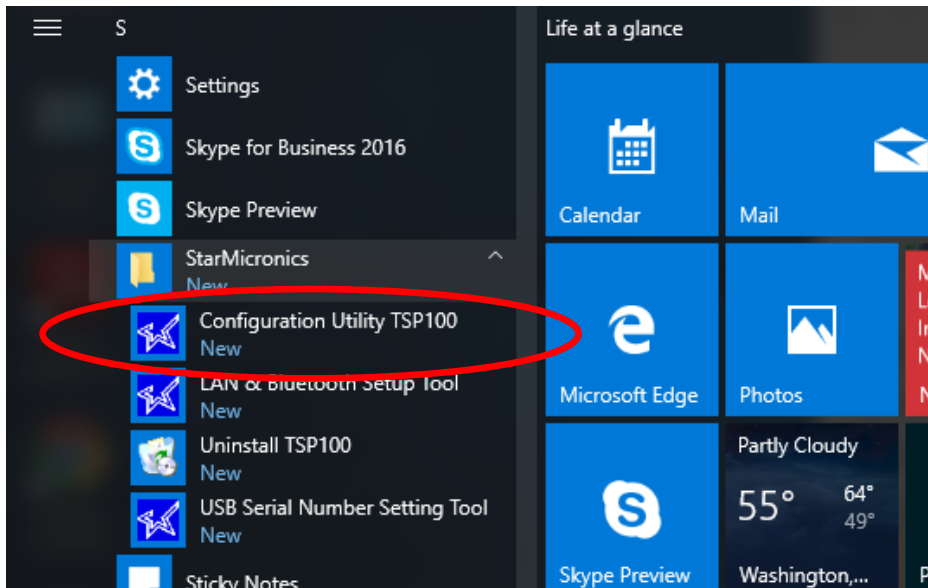 S
Settings
Skype for Business 2016
Skype Preview
StarMicronics
New
Configuration Utility TSP100
New
LAN & Bluetooth Setup Tool
New
Uninstall TSP100
New
USB Serial Number Setting Tool
New
Sticky Notes
Life at a glance
Calendar
Mail
Microsoft Edge
Photos
Skype Preview
Partly Cloudy
55°
64°
49°
Washington,...